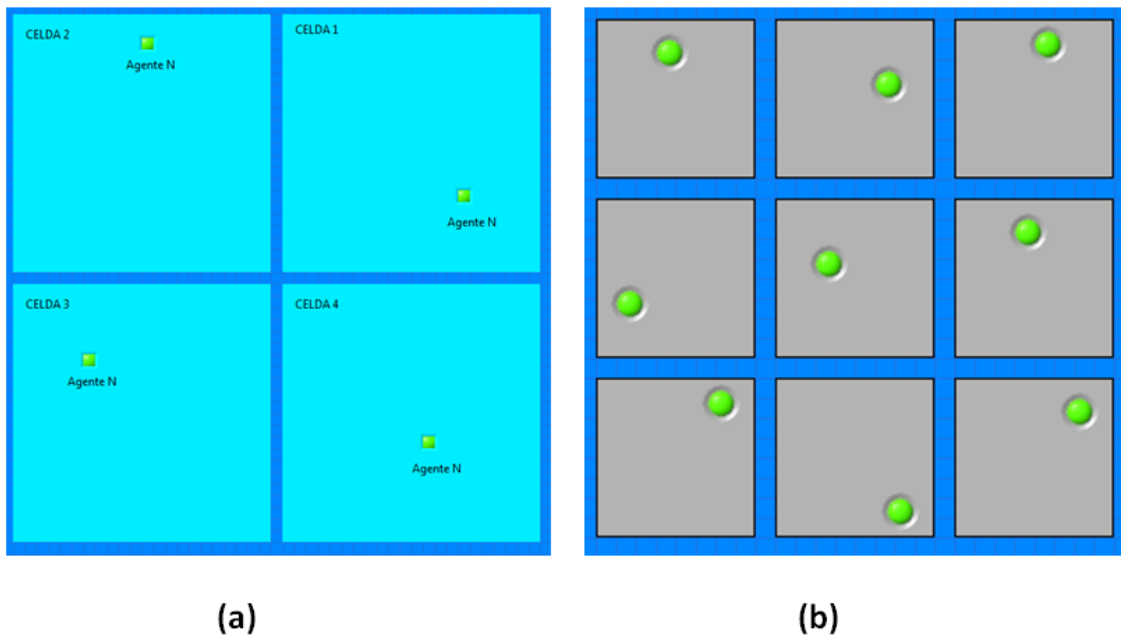 CELDA 2
Agente N
CELDA 1
Agente N
CELDA 3
Agente N
CELDA 4
Agente N
(a)
(b)